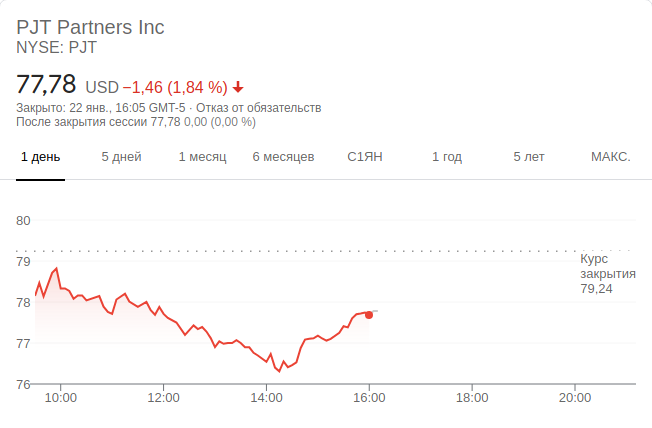 PJT Partners Inc
NYSE: PJT
77,78 USD −1,46 (1,84 %)
Закрыто: 22 янв., 16:05 GMT-5 · Отказ от обязательств
После закрытия сессии 77,78 0,00 (0,00 %)
1 день 5 дней 1 месяц 6 месяцев С1ЯН 1 год 5 лет МАКС.
80
79
78
77
76
Курс
закрытия
79,24
10:00 12:00 14:00 16:00 18:00 20:00